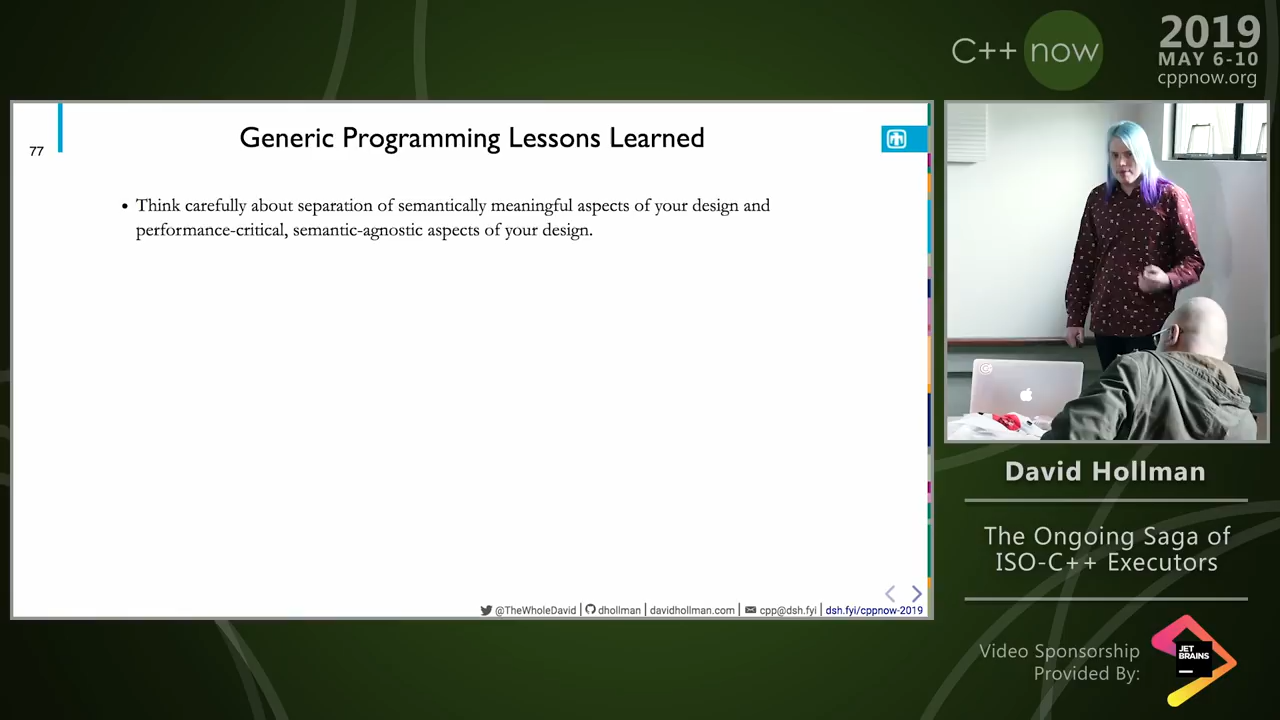 C++ now
2019
MAY 6-10
cppnow.org
77
Generic Programming Lessons Learned
• Think carefully about separation of semantically meaningful aspects of your design and
performance-critical, semantic-agnostic aspects of your design.
@TheWholeDavid | dhollman | davidhollman.com | cpp@dsh.fyi | dsh.fyi/cppnow-2019
David Hollman
The Ongoing Saga of
ISO-C++ Executors
Video Sponsorship
Provided By:
JET
BRAINS